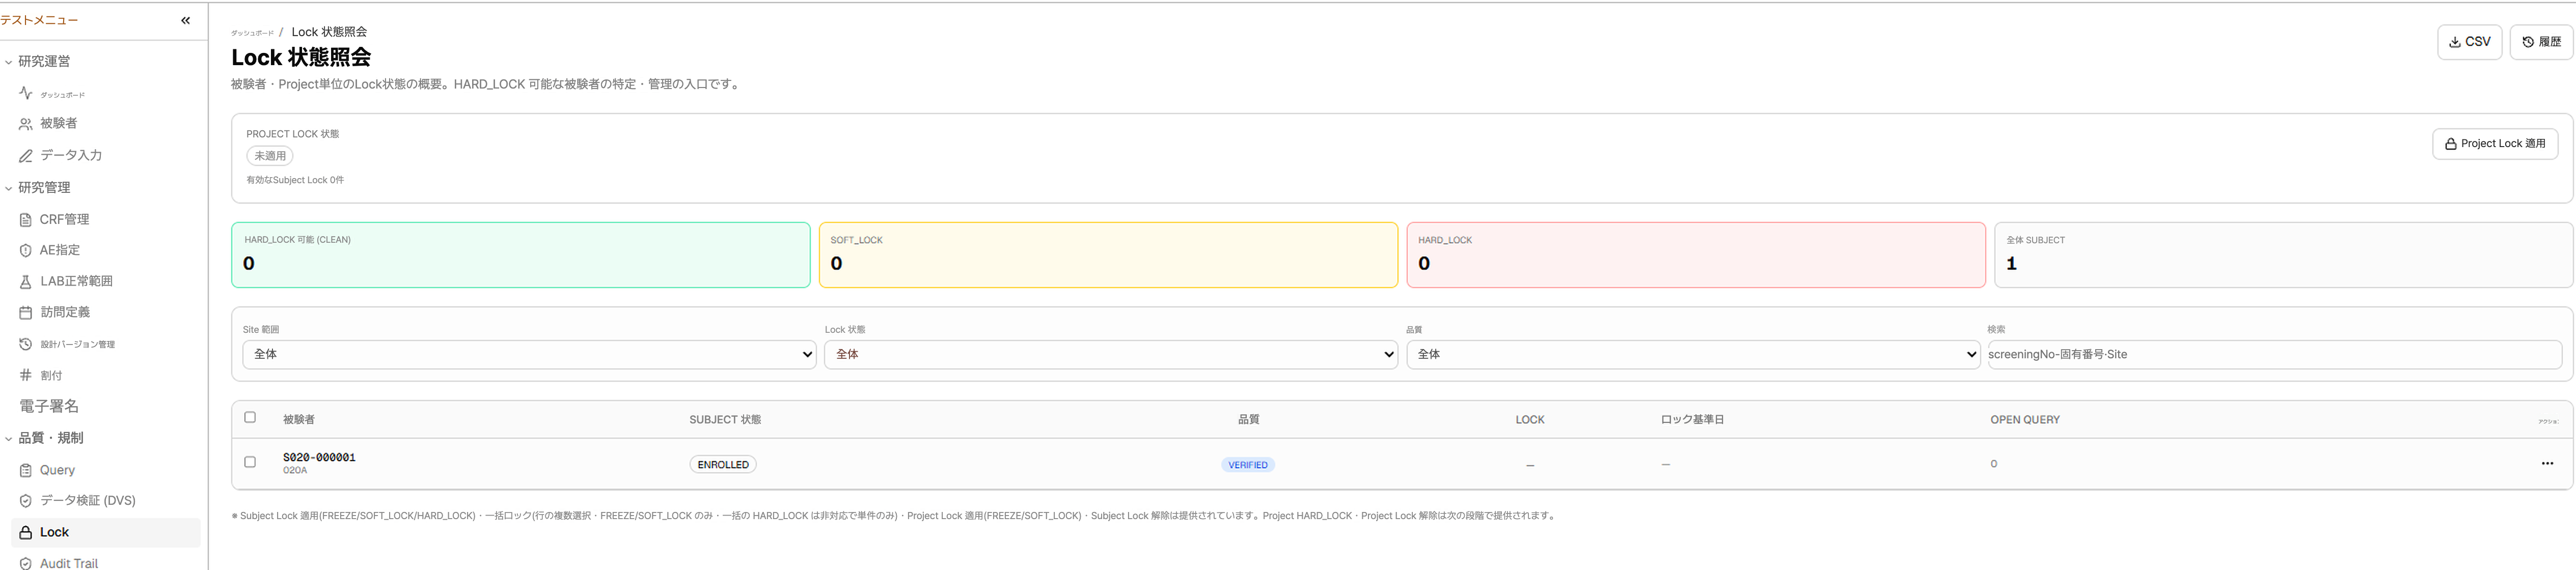 テストメニュー
研究運営
ダッシュボード
被験者
データ入力
研究管理
CRF管理
AE指定
LAB正常範囲
訪問定義
設計バージョン管理
割付
電子署名
品質・規制
Query
データ検証 (DVS)
Lock
Audit Trail
ダッシュボード / Lock 状態照会
Lock 状態照会
被験者・Project単位のLock状態の概要。HARD_LOCK 可能な被験者の特定・管理の入口です。
CSV
履歴
PROJECT LOCK 状態
未適用
有効なSubject Lock 0件
Project Lock 適用
HARD_LOCK 可能 (CLEAN)
0
SOFT_LOCK
0
HARD_LOCK
0
全体 SUBJECT
1
Site 範囲
全体
Lock 状態
全体
品質
全体
検索
screeningNo-固有番号·Site
被験者 SUBJECT 状態 品質 LOCK ロック基準日 OPEN QUERY アクション
S020-000001 ENROLLED VERIFIED – – 0 ···
020A
※ Subject Lock 適用(FREEZE/SOFT_LOCK/HARD_LOCK)・一括ロック(行の複数選択・FREEZE/SOFT_LOCK のみ・一括の HARD_LOCK は非対応で単件のみ)・Project Lock 適用(FREEZE/SOFT_LOCK)・Subject Lock 解除は提供されています。Project HARD_LOCK・Project Lock 解除は次の段階で提供されます。